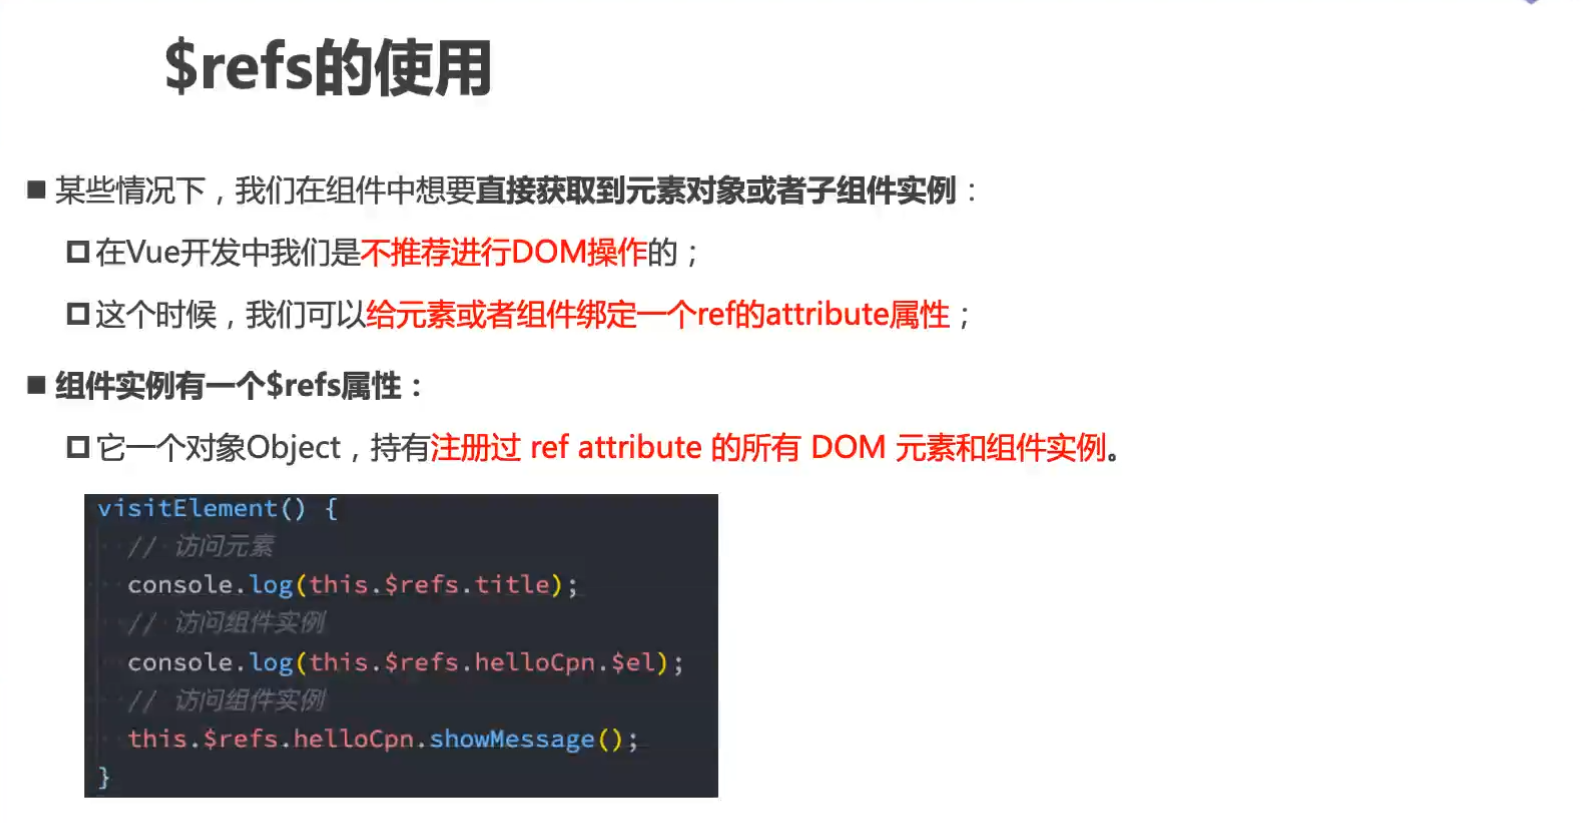 $refs的使用
■ 某些情况下，我们在组件中想要直接获取到元素对象或者子组件实例：
在Vue开发中我们是不推荐进行DOM操作的；
这个时候，我们可以给元素或者组件绑定一个ref的attribute属性；
■ 组件实例有一个$refs属性：
它一个对象Object，持有注册过 ref attribute 的所有 DOM 元素和组件实例。
visitElement() {
// 访问元素
console.log(this.$refs.title);
// 访问组件实例
console.log(this.$refs.helloCpn.$el);
// 访问组件实例
this.$refs.helloCpn.showMessage();
}